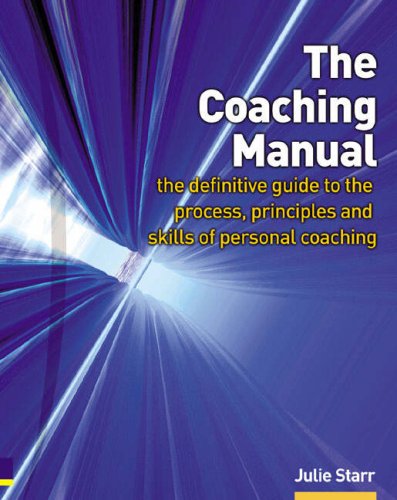 The
Coaching
Manual
the definitive guide to the
process, principles and
skills of personal coaching
Julie Starr